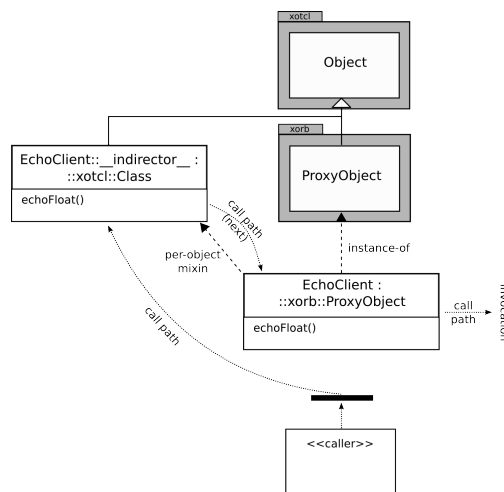 xotcl
Object
xorb
ProxyObject
EchoClient::__indirector__ :
::xotcl::Class
echoFloat()
call path
(next)
per-object
mixin
instance-of
EchoClient :
::xorb::ProxyObject
echoFloat()
call
path
call path
<<caller>>